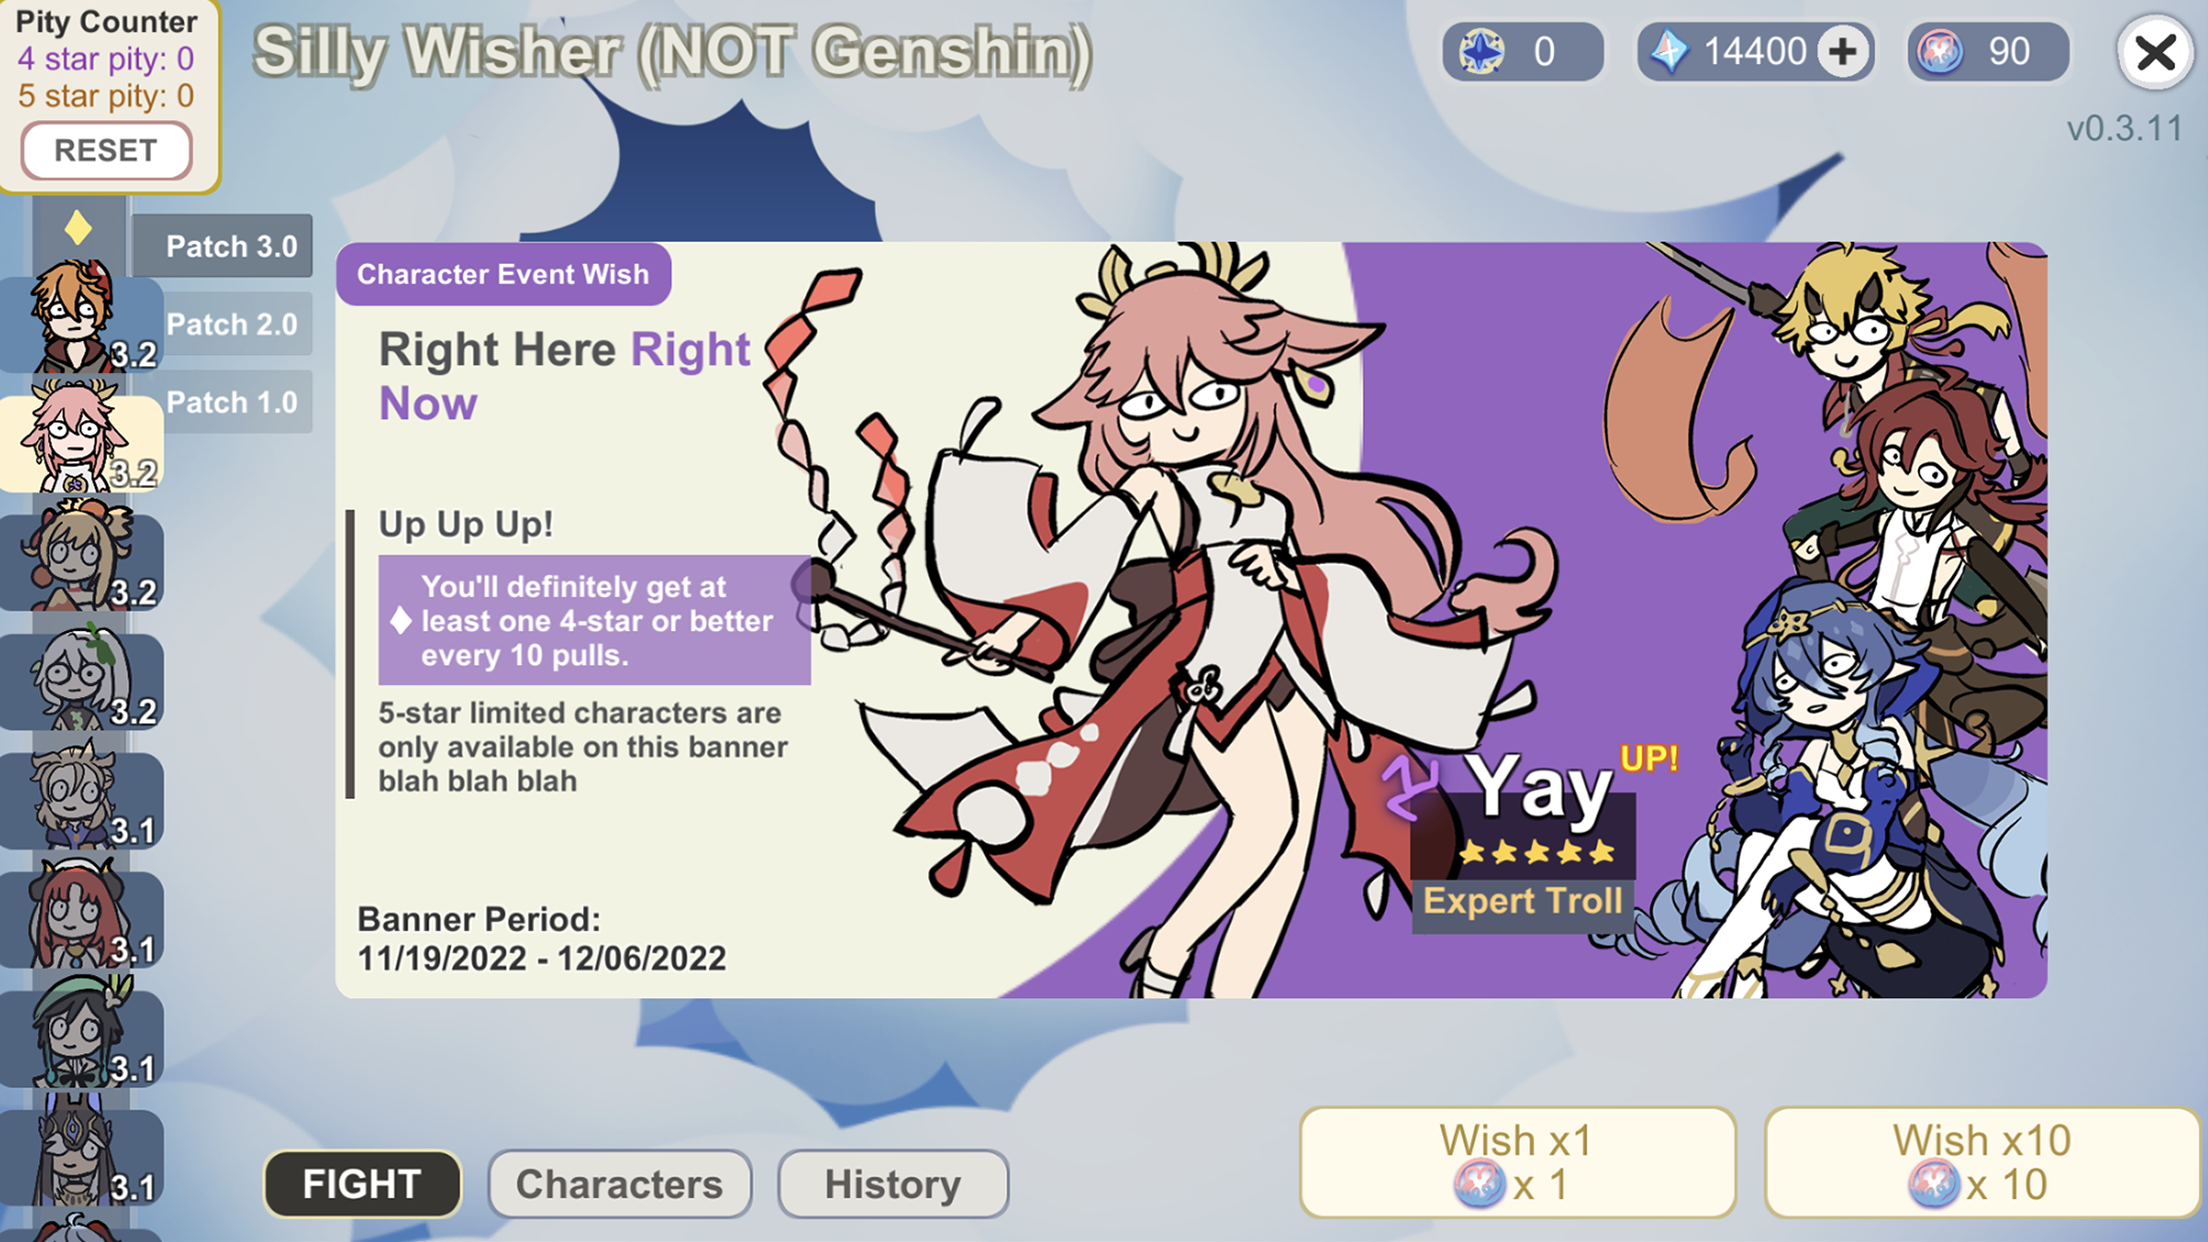 Pity Counter
4 star pity: 0
5 star pity: 0
RESET
Silly Wisher (NOT Genshin)
0
14400
90
v0.3.11
Patch 3.0
Patch 2.0
Patch 1.0
3.2
3.2
3.2
3.2
3.1
3.1
3.1
3.1
Character Event Wish
Right Here Right
Now
Up Up Up!
You'll definitely get at
least one 4-star or better
every 10 pulls.
5-star limited characters are
only available on this banner
blah blah blah
Banner Period:
11/19/2022 - 12/06/2022
Yay
UP!
Expert Troll
FIGHT
Characters
History
Wish x1
x 1
Wish x10
x 10